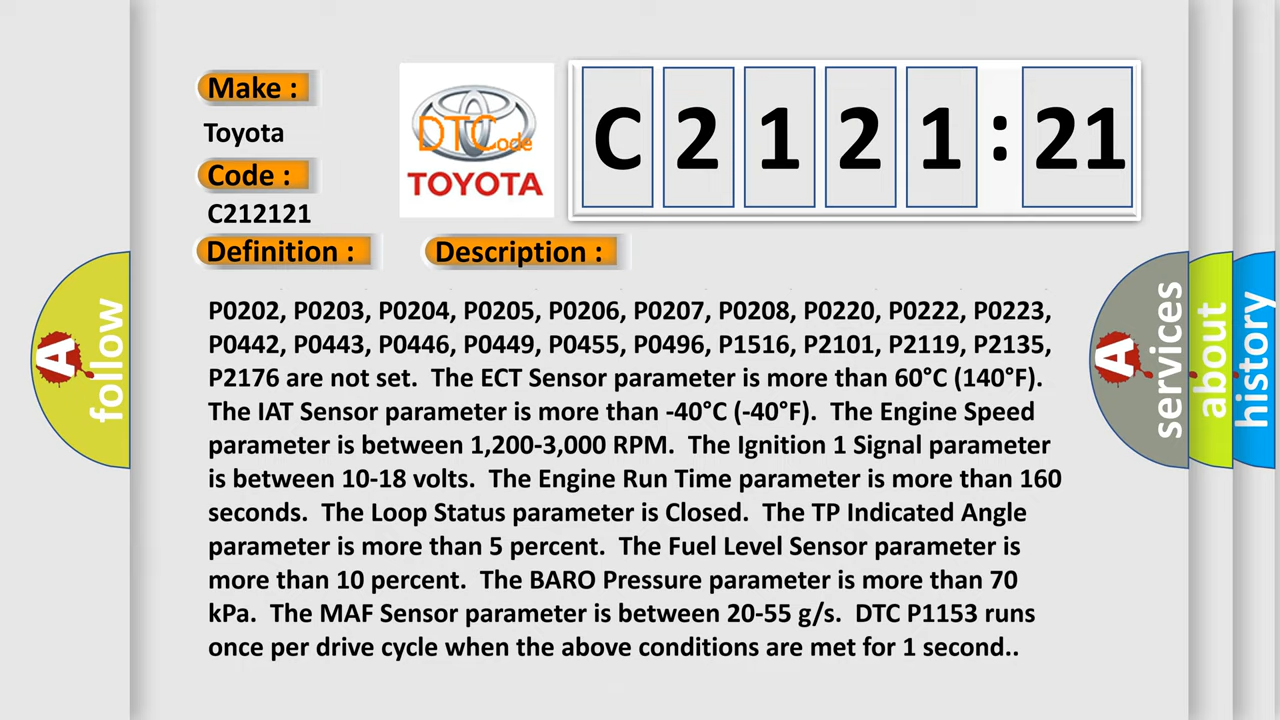 Make :
Toyota
Code :
C212121
DTCode
TOYOTA
C2121:21
Definition :
Description :
P0202, P0203, P0204, P0205, P0206, P0207, P0208, P0220, P0222, P0223,
P0442, P0443, P0446, P0449, P0455, P0496, P1516, P2101, P2119, P2135,
P2176 are not set. The ECT Sensor parameter is more than 60°C (140°F).
The IAT Sensor parameter is more than -40°C (-40°F). The Engine Speed
parameter is between 1,200-3,000 RPM. The Ignition 1 Signal parameter
is between 10-18 volts. The Engine Run Time parameter is more than 160
seconds. The Loop Status parameter is Closed. The TP Indicated Angle
parameter is more than 5 percent. The Fuel Level Sensor parameter is
more than 10 percent. The BARO Pressure parameter is more than 70
kPa. The MAF Sensor parameter is between 20-55 g/s. DTC P1153 runs
once per drive cycle when the above conditions are met for 1 second..
A
follow
A
services
about
history